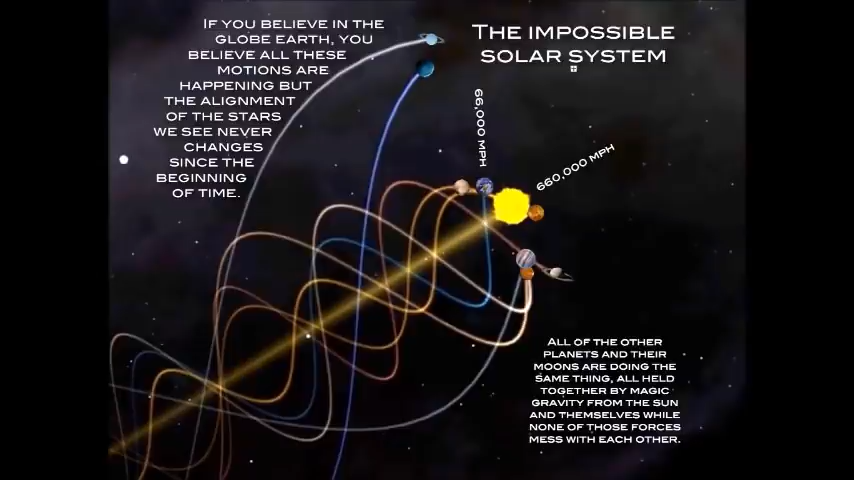 If you believe in the
globe Earth, you
believe all these
motions are
happening but
the alignment
of the stars
we see never
changes
since the
beginning
of time.
The impossible
solar system
66,000 mph
660,000 mph
All of the other
planets and their
moons are doing the
same thing, all held
together by magic
gravity from the sun
and themselves while
none of those forces
mess with each other.